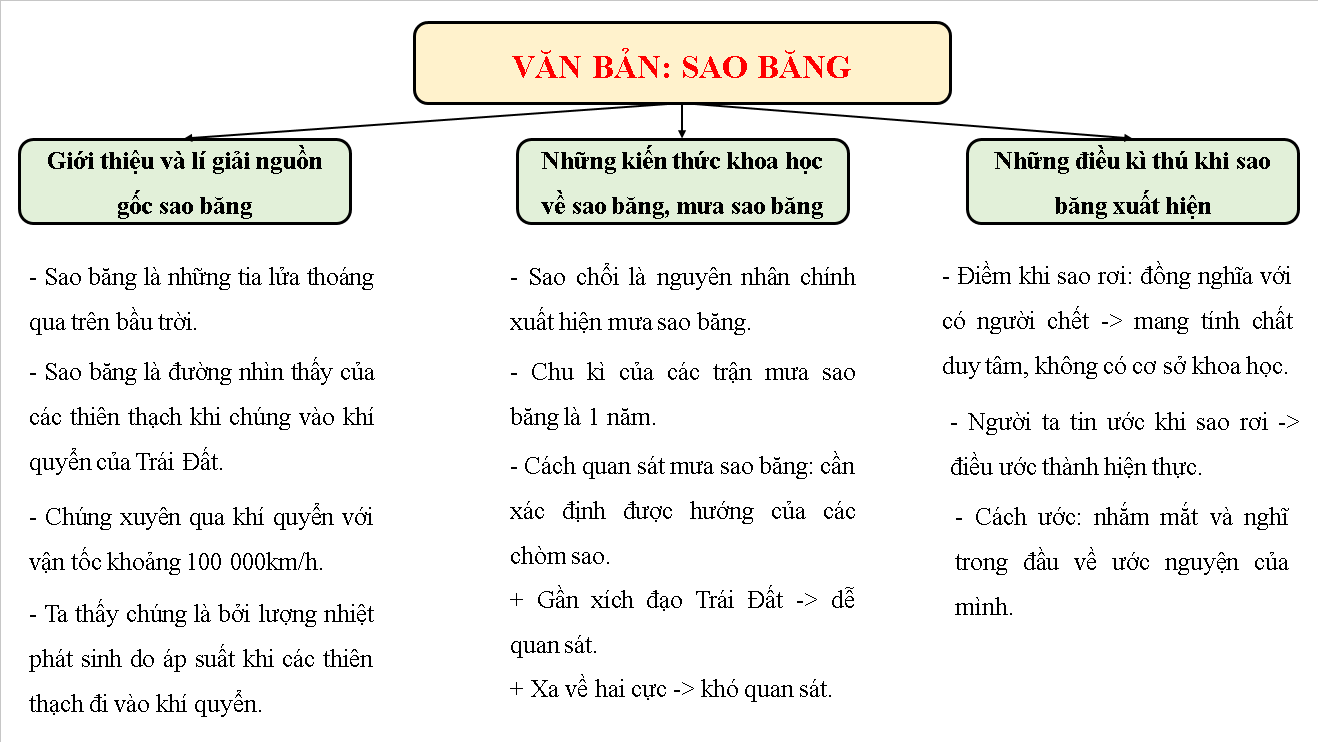 VĂN BẢN: SAO BĂNG
Giới thiệu và lí giải nguồn
gốc sao băng
- Sao băng là những tia lửa thoáng
qua trên bầu trời.
- Sao băng là đường nhìn thấy của
các thiên thạch khi chúng vào khí
quyển của Trái Đất.
- Chúng xuyên qua khí quyển với
vận tốc khoảng 100 000km/h.
- Ta thấy chúng là bởi lượng nhiệt
phát sinh do áp suất khi các thiên
thạch đi vào khí quyển.
Những kiến thức khoa học
về sao băng, mưa sao băng
- Sao chổi là nguyên nhân chính
xuất hiện mưa sao băng.
- Chu kì của các trận mưa sao
băng là 1 năm.
- Cách quan sát mưa sao băng: cần
xác định được hướng của các
chòm sao.
+ Gần xích đạo Trái Đất -> dễ
quan sát.
+ Xa về hai cực -> khó quan sát.
Những điều kì thú khi sao
băng xuất hiện
- Điềm khi sao rơi: đồng nghĩa với
có người chết -> mang tính chất
duy tâm, không có cơ sở khoa học.
- Người ta tin ước khi sao rơi ->
điều ước thành hiện thực.
- Cách ước: nhắm mắt và nghĩ
trong đầu về ước nguyện của
mình.